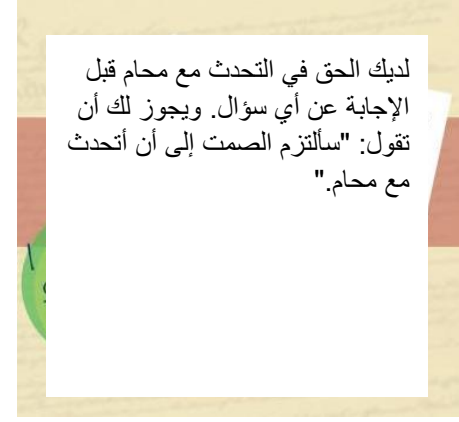 لديك الحق في التحدث مع محام قبل
الإجابة عن أي سؤال. ويجوز لك أن
تقول: "سألتزم الصمت إلى أن أتحدث
مع محام."